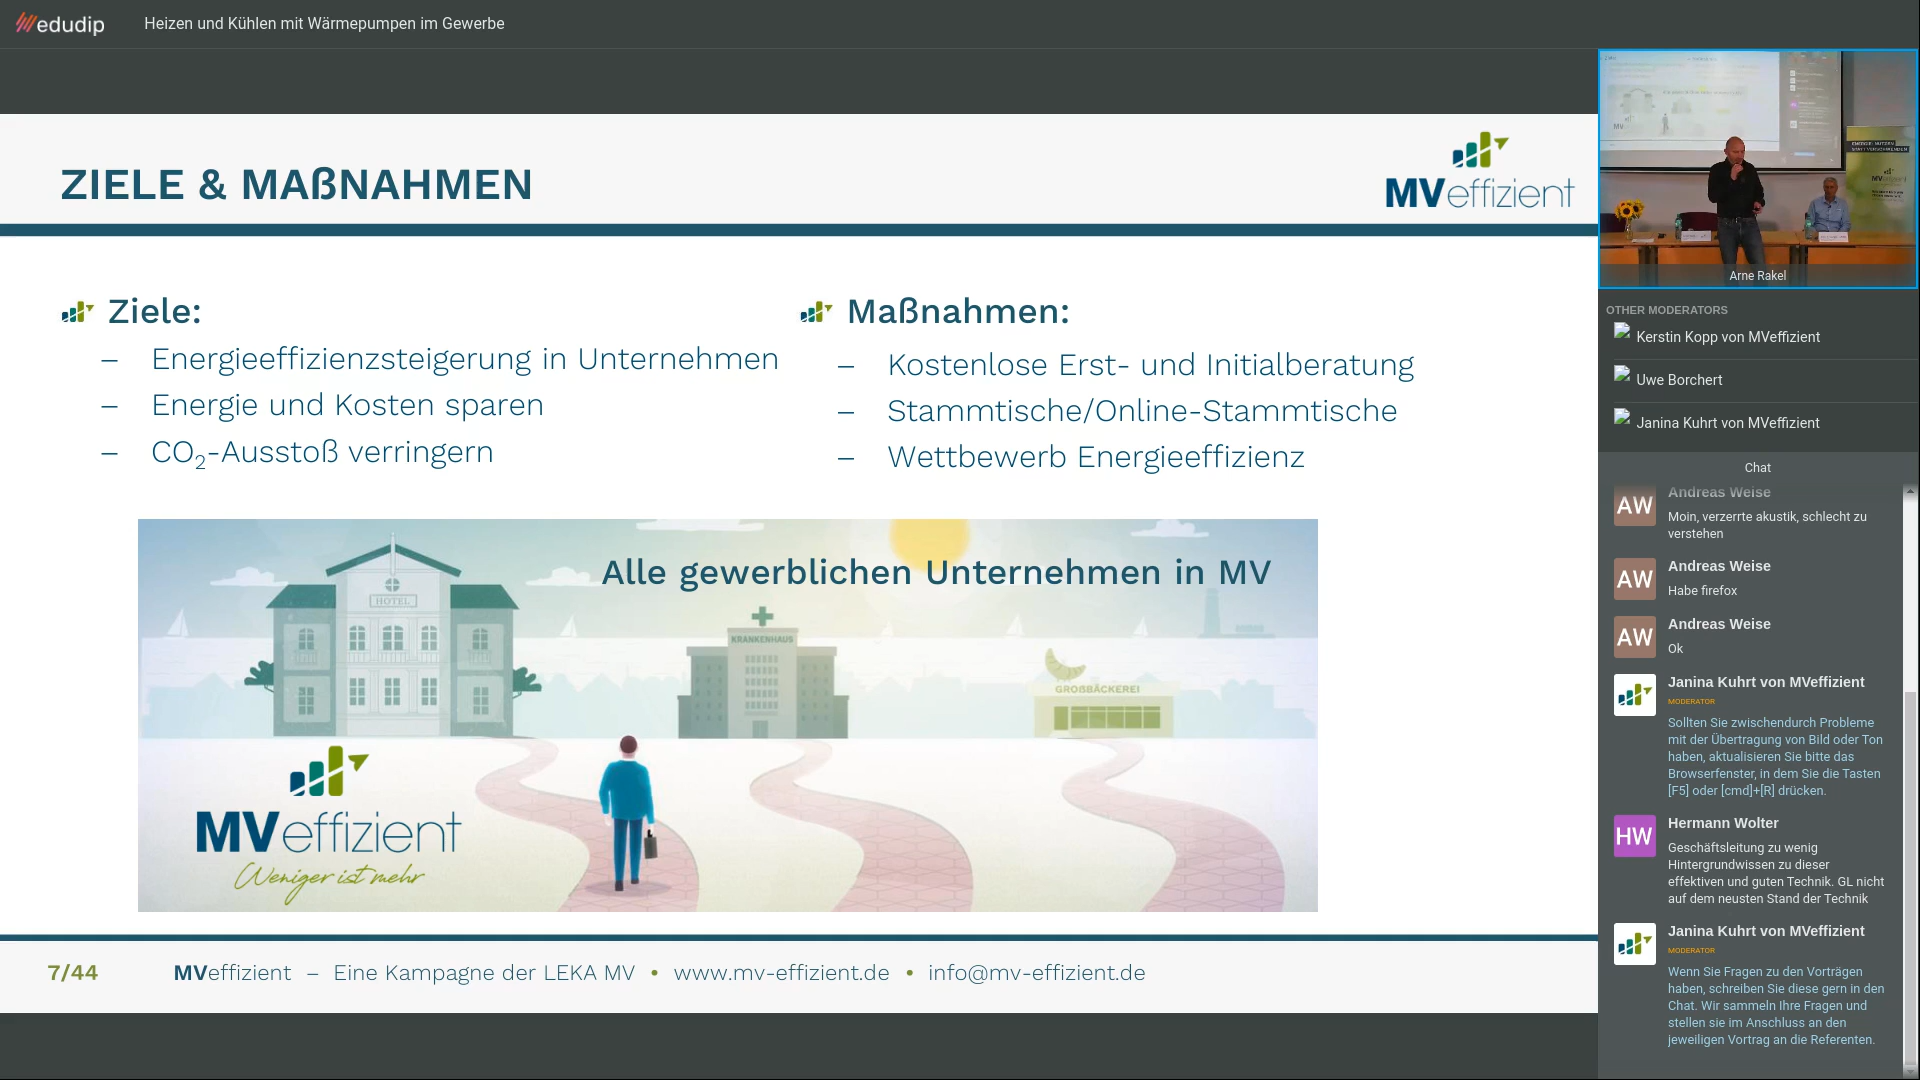 edudip
Heizen und Kühlen mit Wärmepumpen im Gewerbe
ZIELE & MAßNAHMEN
MVeffizient
Ziele:
– Energieeffizienzsteigerung in Unternehmen
– Energie und Kosten sparen
– CO₂-Ausstoß verringern
Maßnahmen:
– Kostenlose Erst- und Initialberatung
– Stammtische/Online-Stammtische
– Wettbewerb Energieeffizienz
Alle gewerblichen Unternehmen in MV
HOTEL
KRANKENHAUS
GROßBÄCKEREI
MVeffizient
Weniger ist mehr
7/44
MVeffizient – Eine Kampagne der LEKA MV • www.mv-effizient.de • info@mv-effizient.de
Arne Rakel
OTHER MODERATORS
Kerstin Kopp von MVeffizient
Uwe Borchert
Janina Kuhrt von MVeffizient
Chat
AW
Andreas Weise
Moin, verzerrte akustik, schlecht zu
verstehen
AW
Andreas Weise
Habe firefox
AW
Andreas Weise
Ok
Janina Kuhrt von MVeffizient
MODERATOR
Sollten Sie zwischendurch Probleme
mit der Übertragung von Bild oder Ton
haben, aktualisieren Sie bitte das
Browserfenster, in dem Sie die Tasten
[F5] oder [cmd]+[R] drücken.
HW
Hermann Wolter
Geschäftsleitung zu wenig
Hintergrundwissen zu dieser
effektiven und guten Technik. GL nicht
auf dem neusten Stand der Technik
Janina Kuhrt von MVeffizient
MODERATOR
Wenn Sie Fragen zu den Vorträgen
haben, schreiben Sie diese gern in den
Chat. Wir sammeln Ihre Fragen und
stellen sie im Anschluss an den
jeweiligen Vortrag an die Referenten.